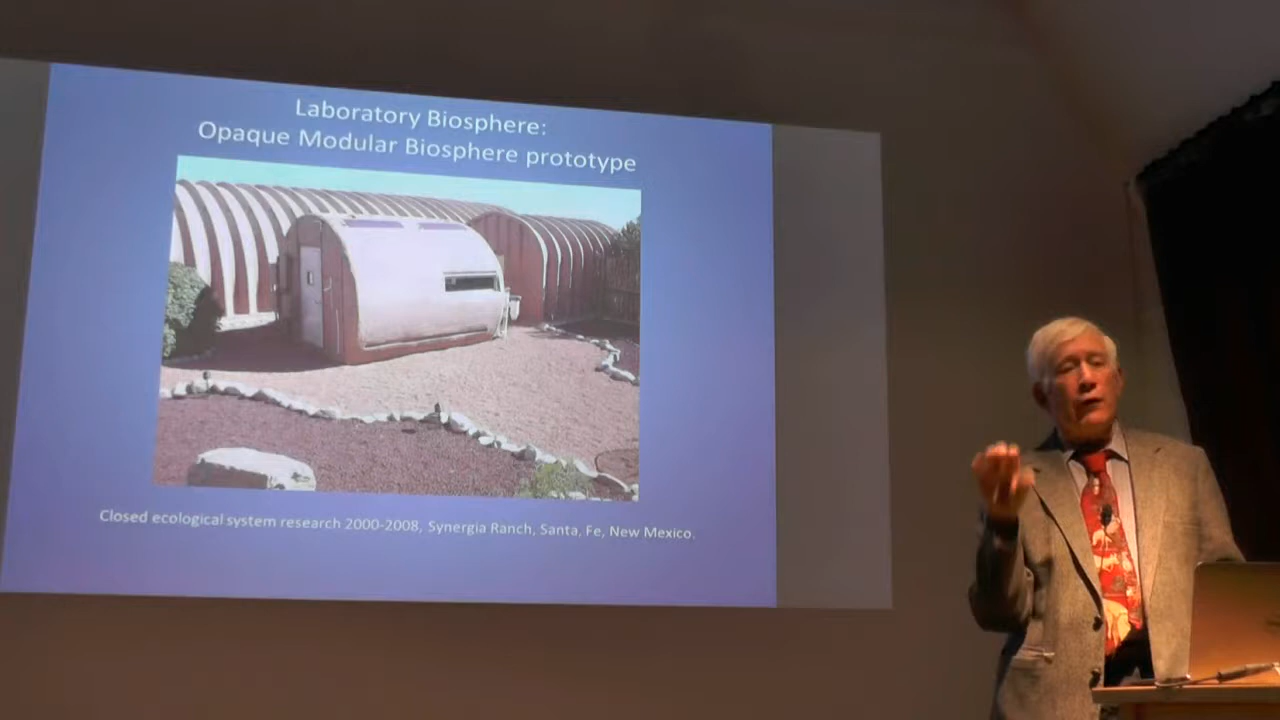 Laboratory Biosphere:
Opaque Modular Biosphere prototype
Closed ecological system research 2000-2008, Synergia Ranch, Santa, Fe, New Mexico.